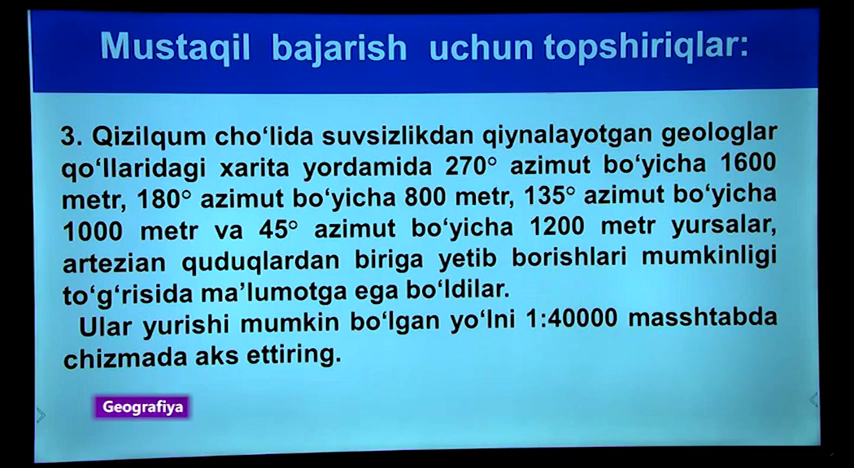 Mustaqil bajarish uchun topshiriqlar:
3. Qizilqum cho‘lida suvsizlikdan qiynalayotgan geologlar
qo‘llaridagi xarita yordamida 270° azimut bo‘yicha 1600
metr, 180° azimut bo‘yicha 800 metr, 135° azimut bo‘yicha
1000 metr va 45° azimut bo‘yicha 1200 metr yursalar,
artezian quduqlardan biriga yetib borishlari mumkinligi
to‘g‘risida ma’lumotga ega bo‘ldilar.
Ular yurishi mumkin bo‘lgan yo‘lni 1:40000 masshtabda
chizmada aks ettiring.
Geografiya